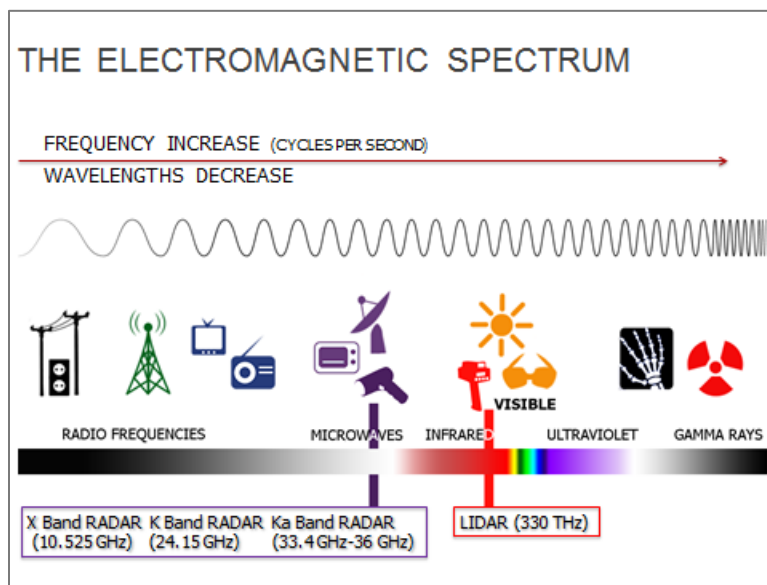 THE ELECTROMAGNETIC SPECTRUM
FREQUENCY INCREASE (CYCLES PER SECOND)
WAVELENGTHS DECREASE
VISIBLE
RADIO FREQUENCIES MICROWAVES INFRARED ULTRAVIOLET GAMMA RAYS
X Band RADAR K Band RADAR Ka Band RADAR LIDAR (330 THz)
(10.525 GHz) (24.15 GHz) (33.4 GHz-36 GHz)